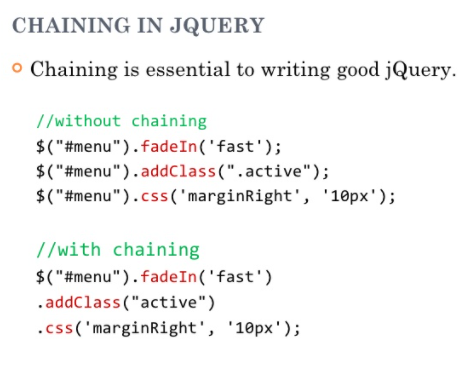 CHAINING IN JQUERY
Chaining is essential to writing good jQuery.
//without chaining
$("#menu").fadeIn('fast');
$("#menu").addClass(".active");
$("#menu").css('marginRight', '10px');
//with chaining
$("#menu").fadeIn('fast')
.addClass("active")
.css('marginRight', '10px');